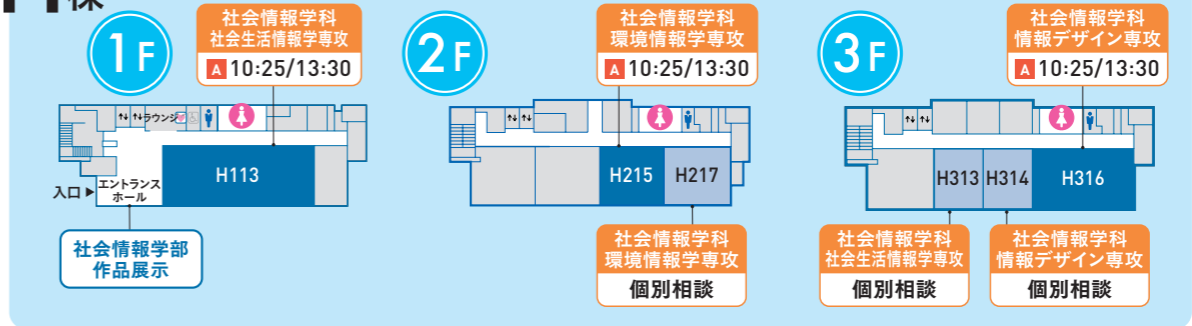 棟
1F
社会情報学科
社会生活情報学専攻
A 10:25/13:30
ラウンジ
H113
入口▶
エントランス
ホール
社会情報学部
作品展示
2F
社会情報学科
環境情報学専攻
A 10:25/13:30
H215
H217
社会情報学科
環境情報学専攻
個別相談
3F
社会情報学科
情報デザイン専攻
A 10:25/13:30
H313
H314
H316
社会情報学科
社会生活情報学専攻
個別相談
社会情報学科
情報デザイン専攻
個別相談